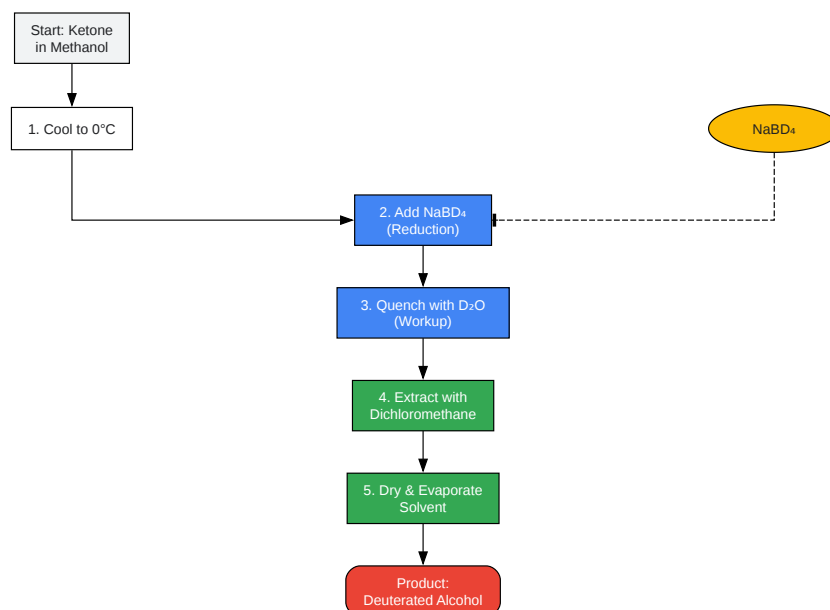 Start: Ketone
in Methanol
1. Cool to 0°C
NaBD₄
2. Add NaBD₄
(Reduction)
3. Quench with D₂O
(Workup)
4. Extract with
Dichloromethane
5. Dry & Evaporate
Solvent
Product:
Deuterated Alcohol